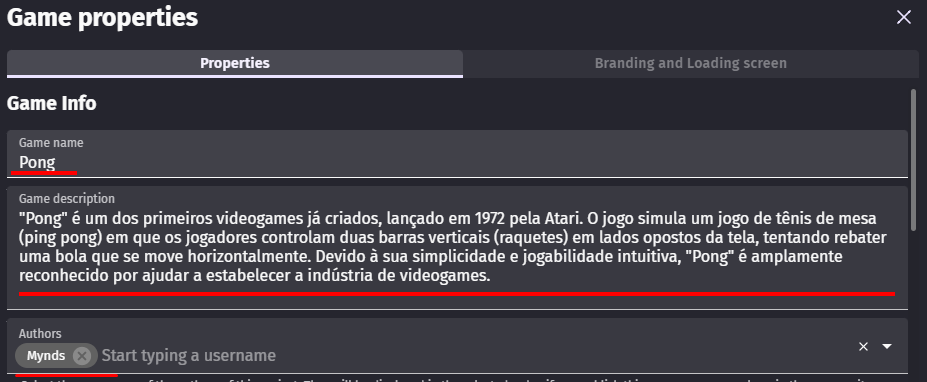 Game properties
Properties
Branding and Loading screen
Game Info
Game name
Pong
Game description
"Pong" é um dos primeiros videogames já criados, lançado em 1972 pela Atari. O jogo simula um jogo de tênis de mesa
(ping pong) em que os jogadores controlam duas barras verticais (raquetes) em lados opostos da tela, tentando rebater
uma bola que se move horizontalmente. Devido à sua simplicidade e jogabilidade intuitiva, "Pong" é amplamente
reconhecido por ajudar a estabelecer a indústria de videogames.
Authors
Mynds
Start typing a username